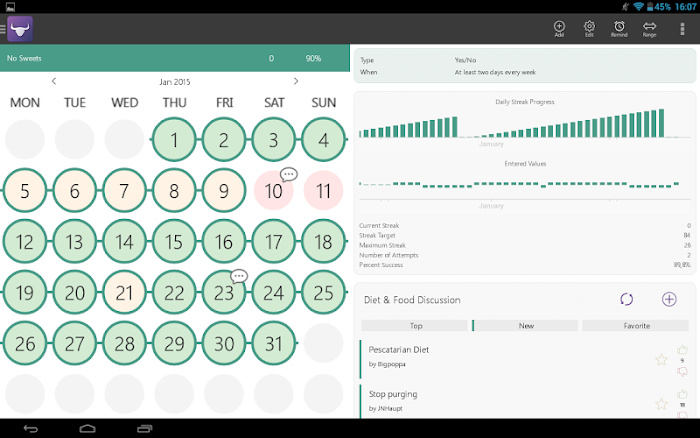 45% 16:07
Add Edit Remind Range
No Sweets 0 90%
Jan 2015
MON TUE WED THU FRI SAT SUN
1 2 3 4
5 6 7 8 9 10 11
12 13 14 15 16 17 18
19 20 21 22 23 24 25
26 27 28 29 30 31
Type Yes/No
When At least two days every week
Daily Streak Progress
January
Entered Values
January
Current Streak 0
Streak Target 84
Maximum Streak 28
Number of Attempts 2
Percent Success 89,8%
Diet & Food Discussion
Top New Favorite
Pescatarian Diet
by Bigpoppa
9
Stop purging
by JNHaupt
18